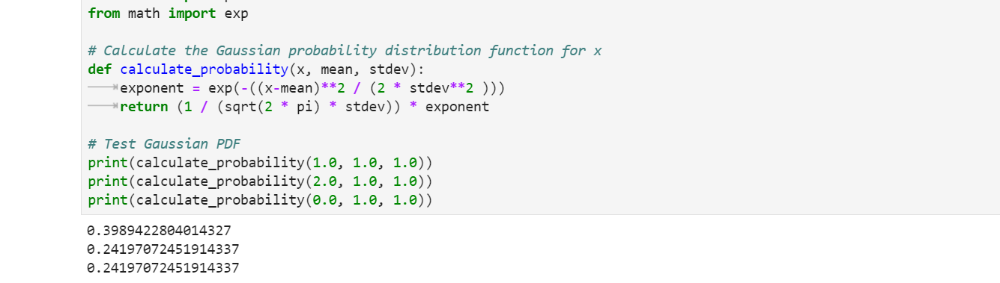 from math import exp
# Calculate the Gaussian probability distribution function for x
def calculate_probability(x, mean, stdev):
exponent = exp(-((x-mean)**2 / (2 * stdev**2 )))
return (1 / (sqrt(2 * pi) * stdev)) * exponent
# Test Gaussian PDF
print(calculate_probability(1.0, 1.0, 1.0))
print(calculate_probability(2.0, 1.0, 1.0))
print(calculate_probability(0.0, 1.0, 1.0))
0.3989422804014327
0.24197072451914337
0.24197072451914337